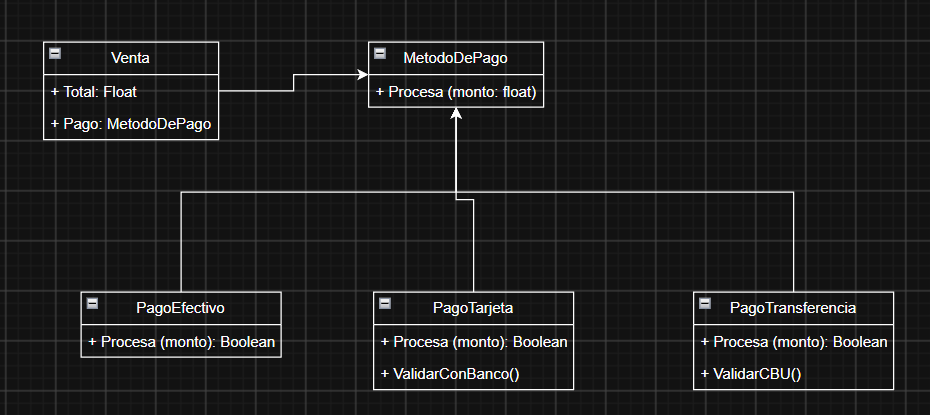 Venta
+ Total: Float
+ Pago: MetodoDePago
MetodoDePago
+ Procesa (monto: float)
PagoEfectivo
+ Procesa (monto): Boolean
PagoTarjeta
+ Procesa (monto): Boolean
+ ValidarConBanco()
PagoTransferencia
+ Procesa (monto): Boolean
+ ValidarCBU()